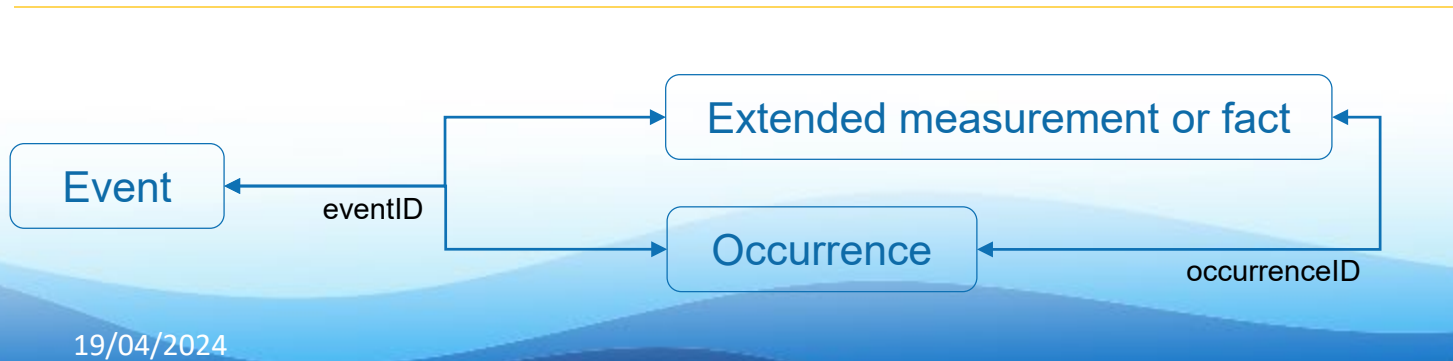 Extended measurement or fact
Event
eventID
Occurrence
occurrenceID
19/04/2024